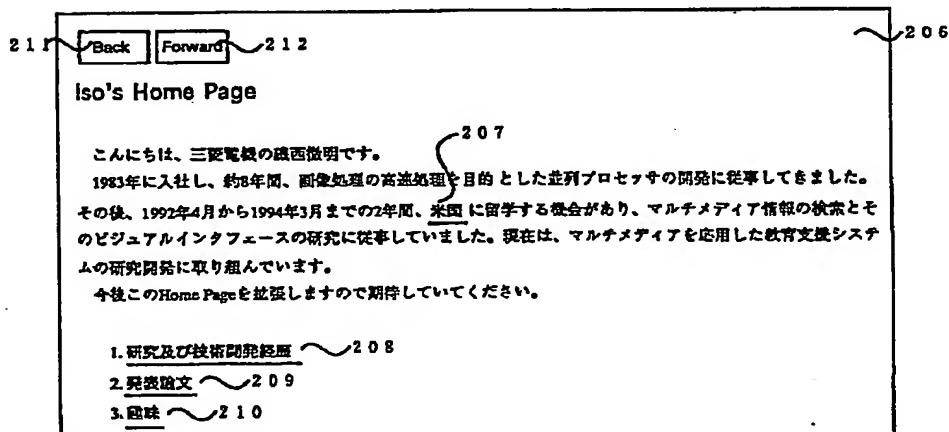 211 Back Forward 212 206
Iso's Home Page
207
こんにちは、三菱電機の磯西徹明です。
1983年に入社し、約8年間、画像処理の高速処理を目的とした並列プロセッサの開発に従事してきました。
その後、1992年4月から1994年3月までの2年間、米国に留学する機会があり、マルチメディア情報の検索とそ
のビジュアルインタフェースの研究に従事していました。現在は、マルチメディアを応用した教育支援システ
ムの研究開発に取り組んでいます。
今後このHome Pageを拡張しますので期待していてください。
1. 研究及び技術開発経歴 208
2. 発表論文 209
3. 趣味 210